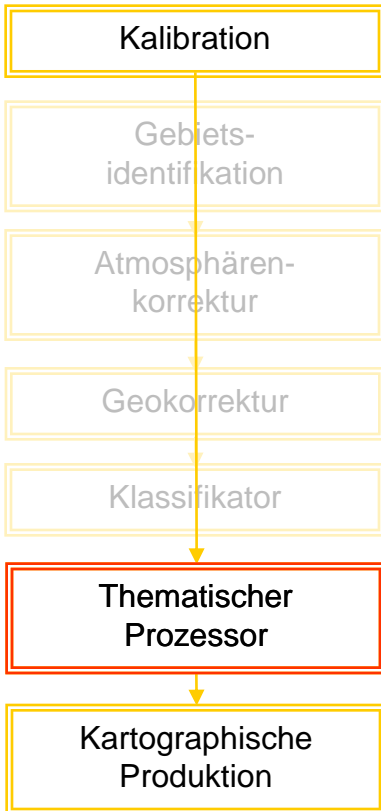 Kalibration
Gebiets-
identifikation
Atmosphären-
korrektur
Geokorrektur
Klassifikator
Thematischer
Prozessor
Kartographische
Produktion